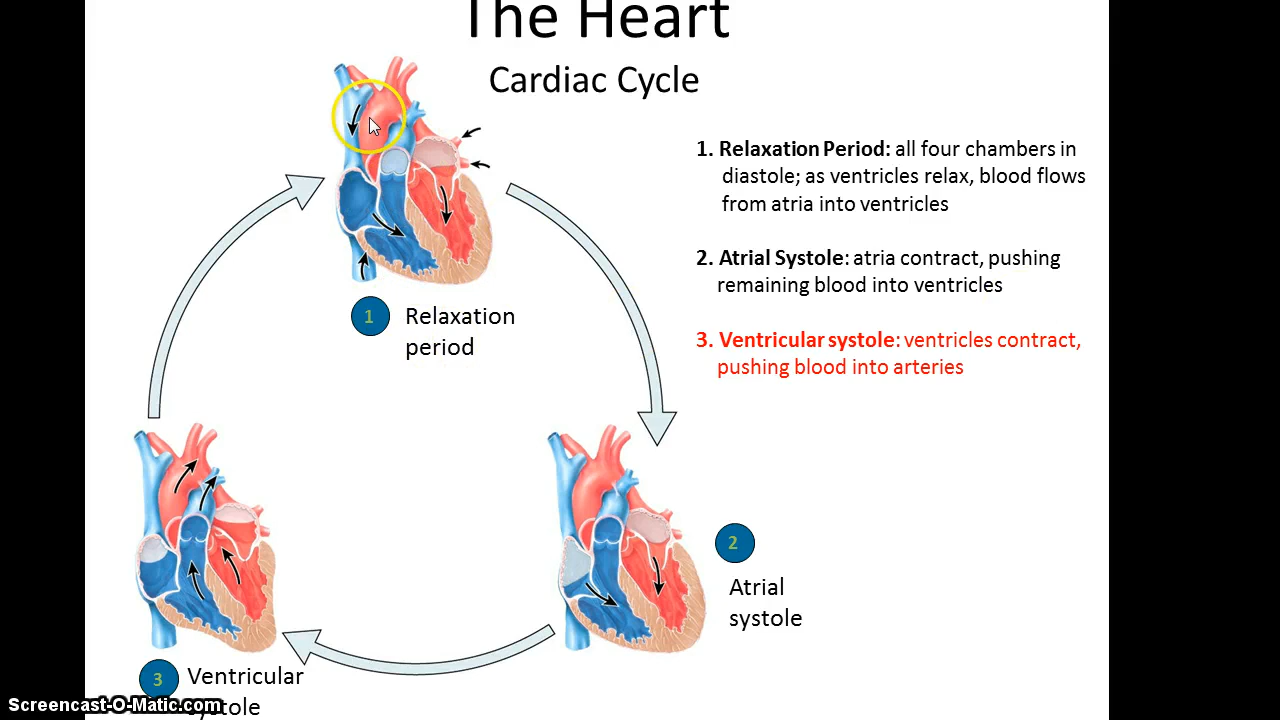 The Heart
Cardiac Cycle
1. Relaxation Period: all four chambers in
diastole; as ventricles relax, blood flows
from atria into ventricles
2. Atrial Systole: atria contract, pushing
remaining blood into ventricles
3. Ventricular systole: ventricles contract,
pushing blood into arteries
1
Relaxation
period
2
Atrial
systole
3
Ventricular
systole
Screencast-O-Matic.com